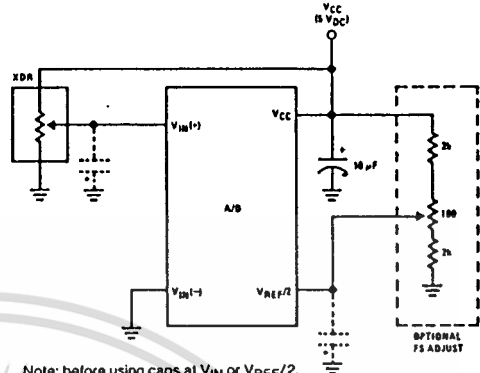 VCC
(5 VDC)
XDR
VIN(+)
VCC
2k
+
10 µF
A/D
100
2k
VIN(−)
VREF/2
+
+
OPTIONAL
FS ADJUST
Note: before using caps at VIN or VREF/2,